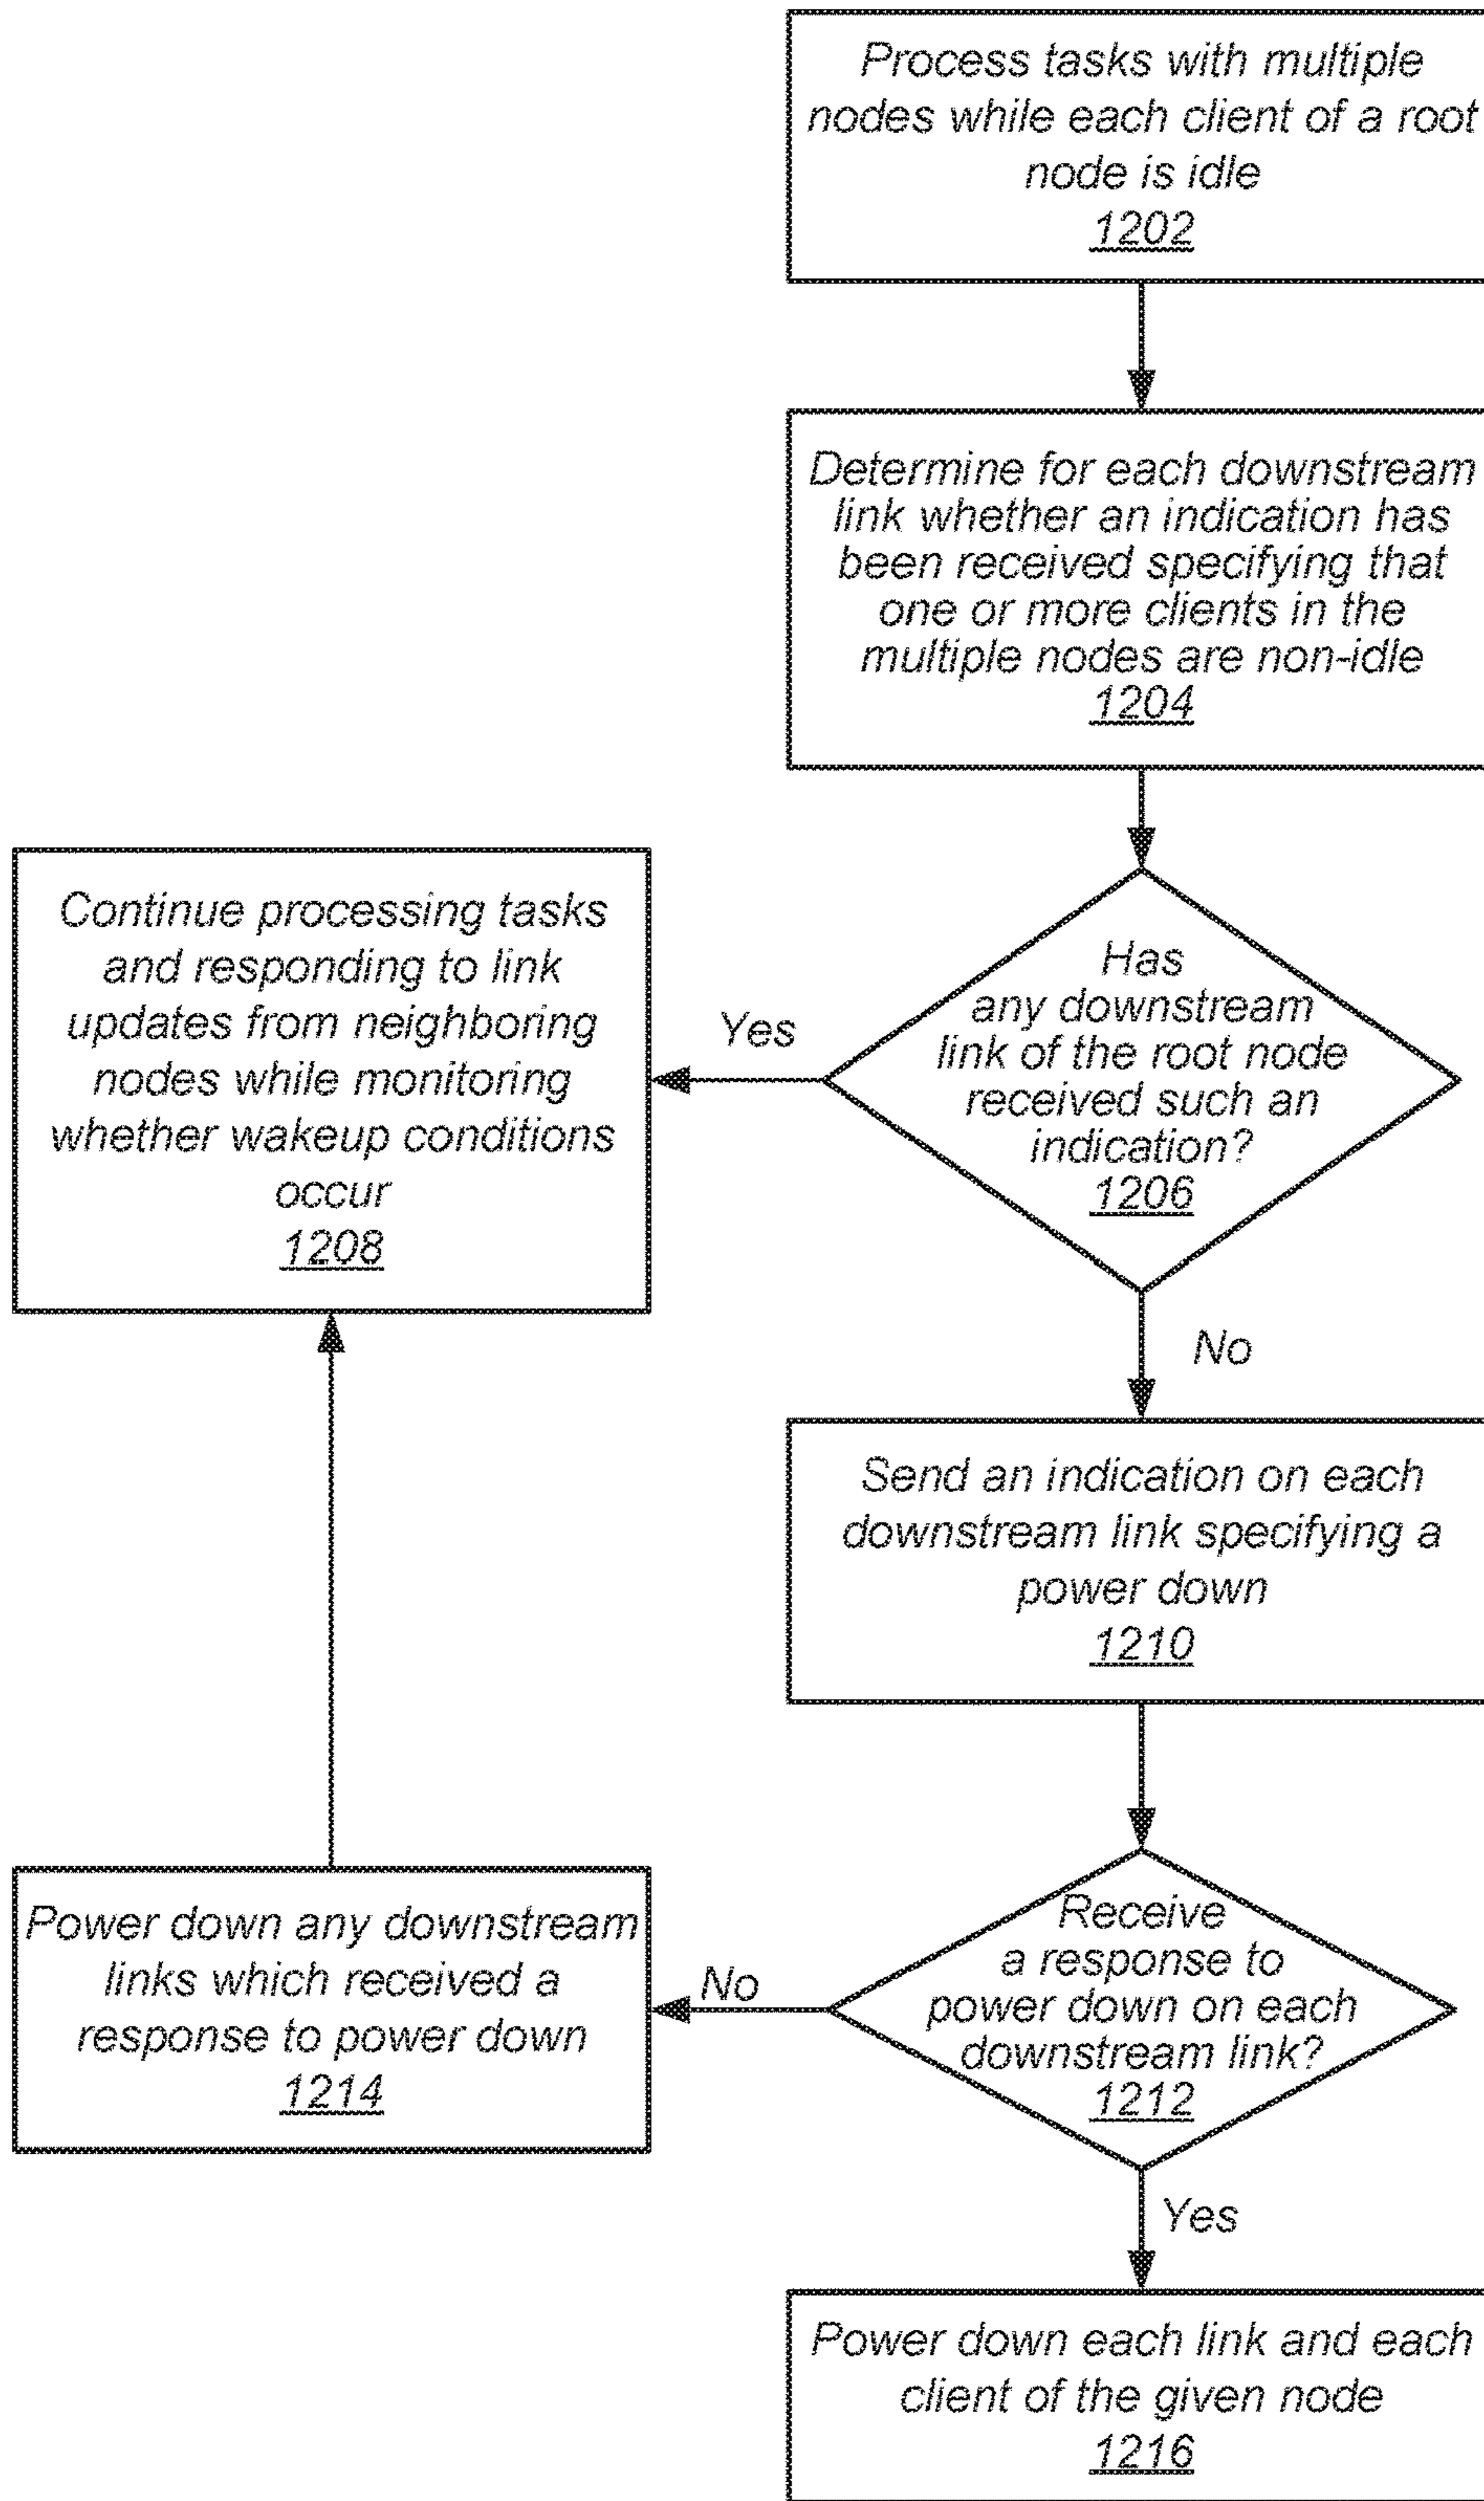 Process tasks with multiple
nodes while each client of a root
node is idle
1202
Determine for each downstream
link whether an indication has
been received specifying that
one or more clients in the
multiple nodes are non-idle
1204
Has
any downstream
link of the root node
received such an
indication?
1206
Yes
Continue processing tasks
and responding to link
updates from neighboring
nodes while monitoring
whether wakeup conditions
occur
1208
No
Send an indication on each
downstream link specifying a
power down
1210
Receive
a response to
power down on each
downstream link?
1212
No
Power down any downstream
links which received a
response to power down
1214
Yes
Power down each link and each
client of the given node
1216